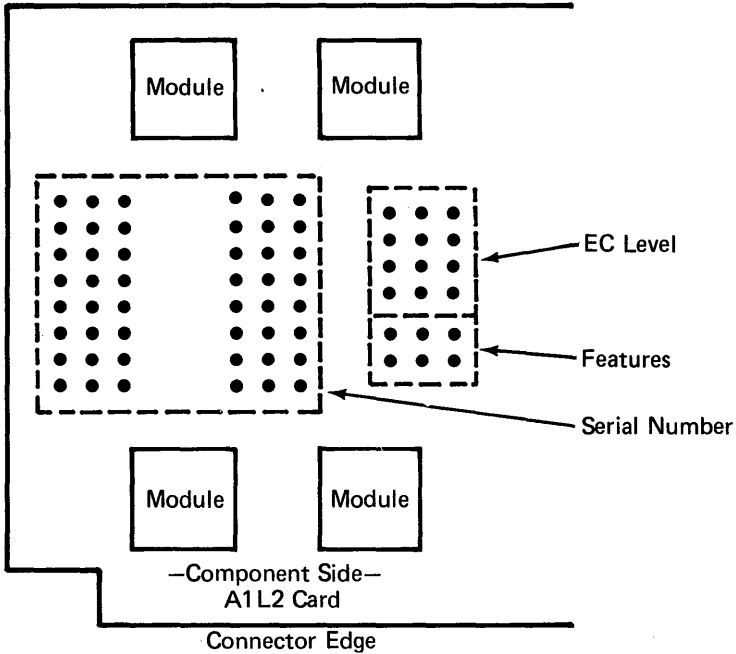 Module
Module
EC Level
Features
Serial Number
Module
Module
—Component Side—
A1L2 Card
Connector Edge